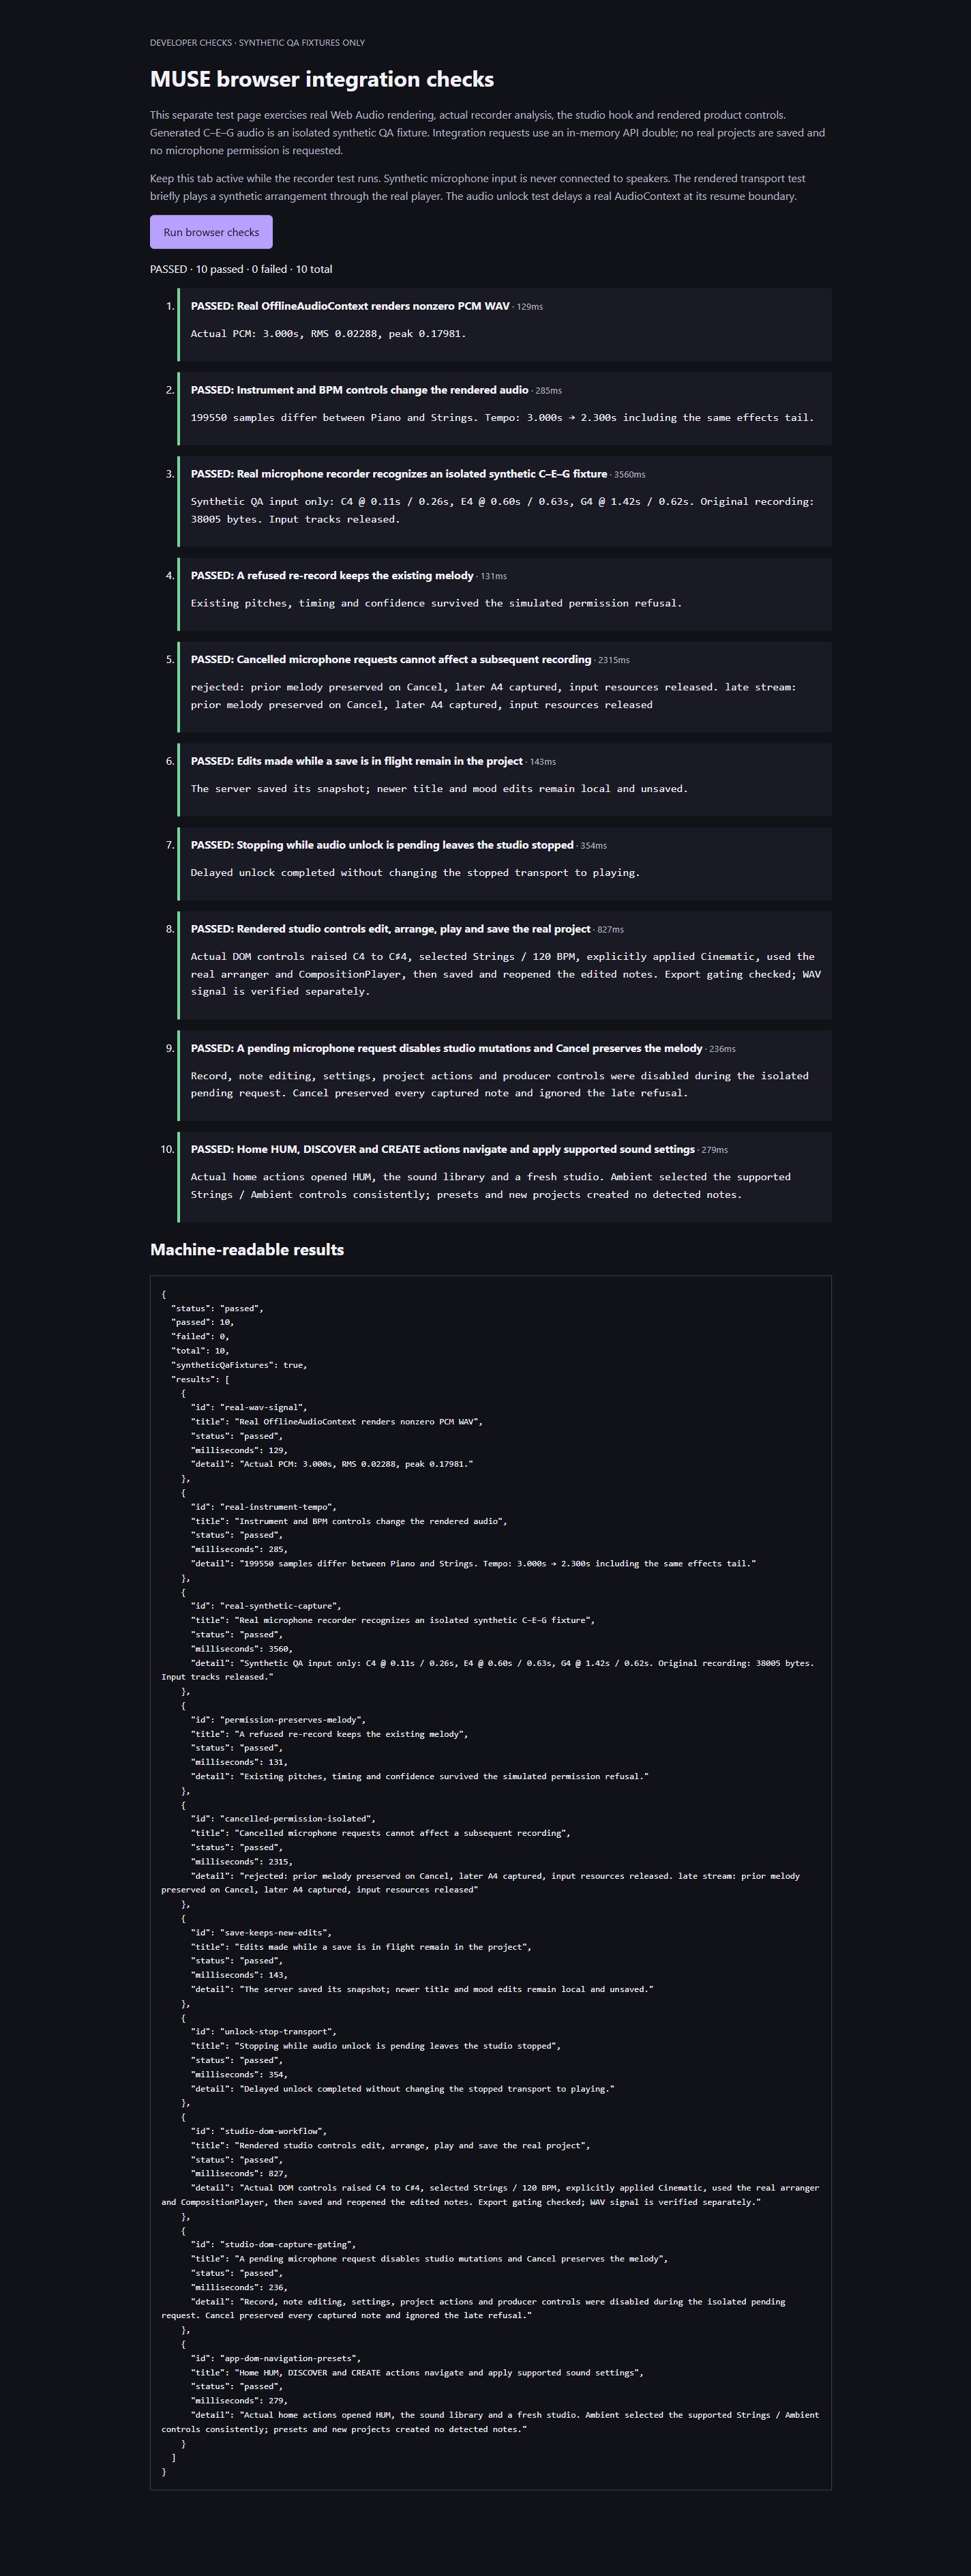 DEVELOPER CHECKS · SYNTHETIC QA FIXTURES ONLY
MUSE browser integration checks
This separate test page exercises real Web Audio rendering, actual recorder analysis, the studio hook and rendered product controls.
Generated C–E–G audio is an isolated synthetic QA fixture. Integration requests use an in-memory API double; no real projects are saved and
no microphone permission is requested.
Keep this tab active while the recorder test runs. Synthetic microphone input is never connected to speakers. The rendered transport test
briefly plays a synthetic arrangement through the real player. The audio unlock test delays a real AudioContext at its resume boundary.
Run browser checks
PASSED · 10 passed · 0 failed · 10 total
1. PASSED: Real OfflineAudioContext renders nonzero PCM WAV · 129ms
Actual PCM: 3.000s, RMS 0.02288, peak 0.17981.
2. PASSED: Instrument and BPM controls change the rendered audio · 285ms
199550 samples differ between Piano and Strings. Tempo: 3.000s → 2.300s including the same effects tail.
3. PASSED: Real microphone recorder recognizes an isolated synthetic C–E–G fixture · 3560ms
Synthetic QA input only: C4 @ 0.11s / 0.26s, E4 @ 0.60s / 0.63s, G4 @ 1.42s / 0.62s. Original recording:
38005 bytes. Input tracks released.
4. PASSED: A refused re-record keeps the existing melody · 131ms
Existing pitches, timing and confidence survived the simulated permission refusal.
5. PASSED: Cancelled microphone requests cannot affect a subsequent recording · 2315ms
rejected: prior melody preserved on Cancel, later A4 captured, input resources released. late stream:
prior melody preserved on Cancel, later A4 captured, input resources released
6. PASSED: Edits made while a save is in flight remain in the project · 143ms
The server saved its snapshot; newer title and mood edits remain local and unsaved.
7. PASSED: Stopping while audio unlock is pending leaves the studio stopped · 354ms
Delayed unlock completed without changing the stopped transport to playing.
8. PASSED: Rendered studio controls edit, arrange, play and save the real project · 827ms
Actual DOM controls raised C4 to C♯4, selected Strings / 120 BPM, explicitly applied Cinematic, used the
real arranger and CompositionPlayer, then saved and reopened the edited notes. Export gating checked; WAV
signal is verified separately.
9. PASSED: A pending microphone request disables studio mutations and Cancel preserves the melody · 236ms
Record, note editing, settings, project actions and producer controls were disabled during the isolated
pending request. Cancel preserved every captured note and ignored the late refusal.
10. PASSED: Home HUM, DISCOVER and CREATE actions navigate and apply supported sound settings · 279ms
Actual home actions opened HUM, the sound library and a fresh studio. Ambient selected the supported
Strings / Ambient controls consistently; presets and new projects created no detected notes.
Machine-readable results
{
"status": "passed",
"passed": 10,
"failed": 0,
"total": 10,
"syntheticQaFixtures": true,
"results": [
{
"id": "real-wav-signal",
"title": "Real OfflineAudioContext renders nonzero PCM WAV",
"status": "passed",
"milliseconds": 129,
"detail": "Actual PCM: 3.000s, RMS 0.02288, peak 0.17981."
},
{
"id": "real-instrument-tempo",
"title": "Instrument and BPM controls change the rendered audio",
"status": "passed",
"milliseconds": 285,
"detail": "199550 samples differ between Piano and Strings. Tempo: 3.000s → 2.300s including the same effects tail."
},
{
"id": "real-synthetic-capture",
"title": "Real microphone recorder recognizes an isolated synthetic C–E–G fixture",
"status": "passed",
"milliseconds": 3560,
"detail": "Synthetic QA input only: C4 @ 0.11s / 0.26s, E4 @ 0.60s / 0.63s, G4 @ 1.42s / 0.62s. Original recording: 38005 bytes.
Input tracks released."
},
{
"id": "permission-preserves-melody",
"title": "A refused re-record keeps the existing melody",
"status": "passed",
"milliseconds": 131,
"detail": "Existing pitches, timing and confidence survived the simulated permission refusal."
},
{
"id": "cancelled-permission-isolated",
"title": "Cancelled microphone requests cannot affect a subsequent recording",
"status": "passed",
"milliseconds": 2315,
"detail": "rejected: prior melody preserved on Cancel, later A4 captured, input resources released. late stream: prior melody
preserved on Cancel, later A4 captured, input resources released"
},
{
"id": "save-keeps-new-edits",
"title": "Edits made while a save is in flight remain in the project",
"status": "passed",
"milliseconds": 143,
"detail": "The server saved its snapshot; newer title and mood edits remain local and unsaved."
},
{
"id": "unlock-stop-transport",
"title": "Stopping while audio unlock is pending leaves the studio stopped",
"status": "passed",
"milliseconds": 354,
"detail": "Delayed unlock completed without changing the stopped transport to playing."
},
{
"id": "studio-dom-workflow",
"title": "Rendered studio controls edit, arrange, play and save the real project",
"status": "passed",
"milliseconds": 827,
"detail": "Actual DOM controls raised C4 to C♯4, selected Strings / 120 BPM, explicitly applied Cinematic, used the real arranger
and CompositionPlayer, then saved and reopened the edited notes. Export gating checked; WAV signal is verified separately."
},
{
"id": "studio-dom-capture-gating",
"title": "A pending microphone request disables studio mutations and Cancel preserves the melody",
"status": "passed",
"milliseconds": 236,
"detail": "Record, note editing, settings, project actions and producer controls were disabled during the isolated pending
request. Cancel preserved every captured note and ignored the late refusal."
},
{
"id": "app-dom-navigation-presets",
"title": "Home HUM, DISCOVER and CREATE actions navigate and apply supported sound settings",
"status": "passed",
"milliseconds": 279,
"detail": "Actual home actions opened HUM, the sound library and a fresh studio. Ambient selected the supported Strings / Ambient
controls consistently; presets and new projects created no detected notes."
}
]
}